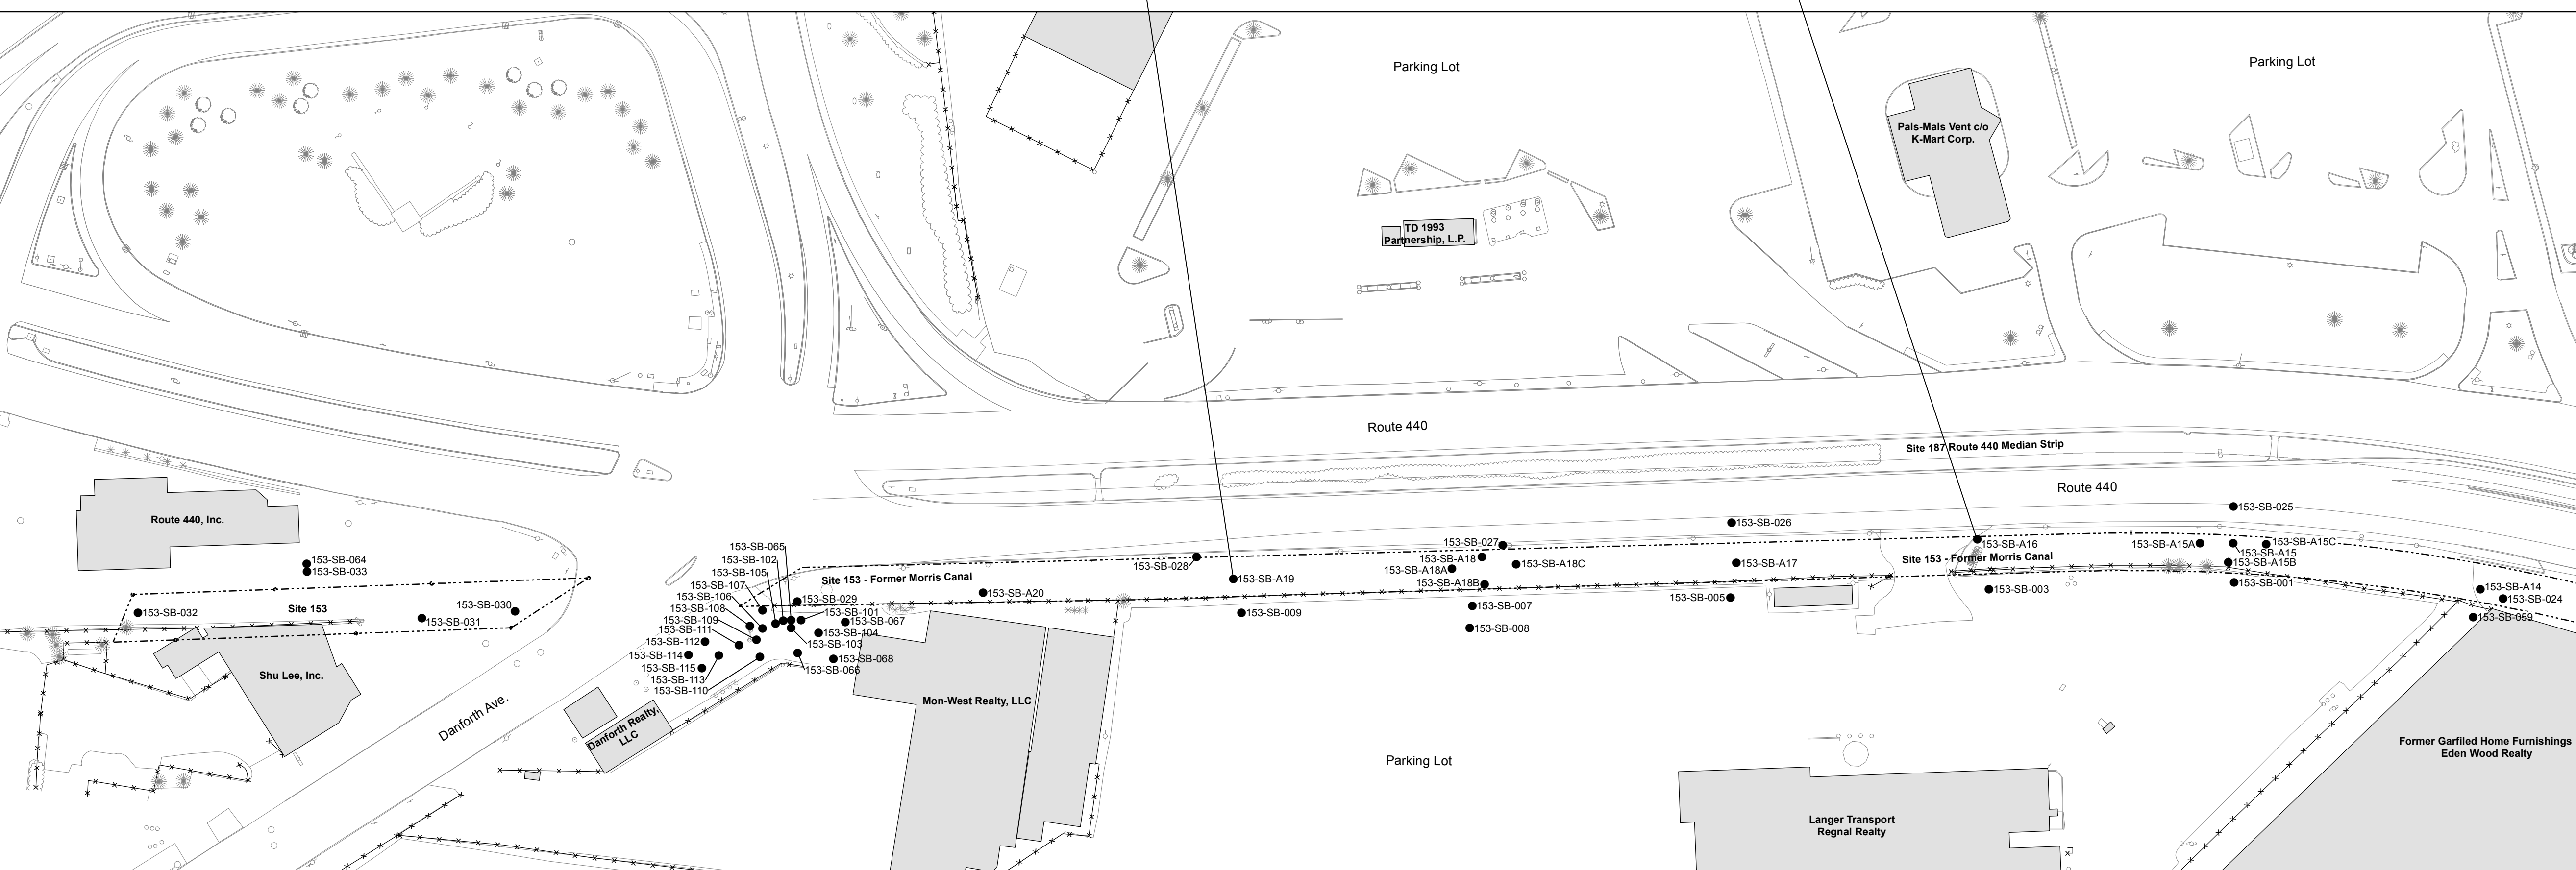 Parking Lot
Parking Lot
Pals-Mals Vent c/o
K-Mart Corp.
TD 1993
Partnership, L.P.
Route 440
Site 187 Route 440 Median Strip
Route 440
153-SB-025
Route 440, Inc.
153-SB-026
153-SB-027
153-SB-A16
153-SB-A15A
153-SB-A15C
153-SB-065
153-SB-A15
153-SB-064
153-SB-102
153-SB-A18
Site 153 - Former Morris Canal
153-SB-A15B
153-SB-028
153-SB-A18A
153-SB-A18C
153-SB-A17
153-SB-033
153-SB-105
Site 153 - Former Morris Canal
153-SB-A19
153-SB-A18B
153-SB-001
153-SB-107
153-SB-A20
153-SB-003
153-SB-A14
153-SB-106
153-SB-029
153-SB-005
153-SB-024
153-SB-030
Site 153
153-SB-108
153-SB-007
153-SB-032
153-SB-101
153-SB-009
153-SB-059
153-SB-031
153-SB-109
153-SB-067
153-SB-111
153-SB-104
153-SB-008
153-SB-112
153-SB-103
153-SB-114
153-SB-068
153-SB-115
153-SB-066
Shu Lee, Inc.
153-SB-113
153-SB-110
Mon-West Realty, LLC
Danforth Ave.
Danforth Realty,
LLC
Former Garfiled Home Furnishings
Eden Wood Realty
Parking Lot
Langer Transport
Regnal Realty